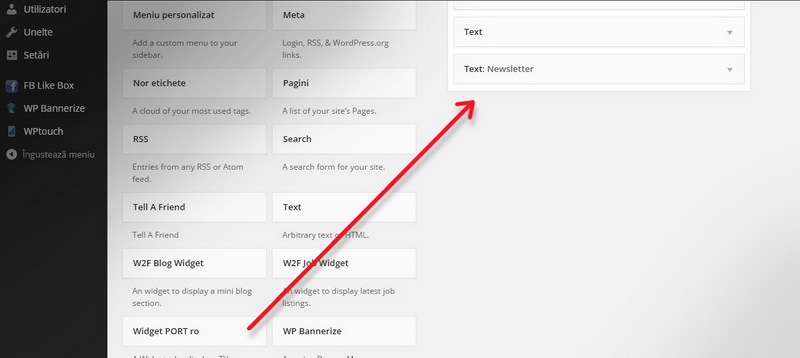 Utilizatori
Unelte
Setări
FB Like Box
WP Bannerize
WPtouch
Îngustează meniu
Meniu personalizat
Add a custom menu to your
sidebar.
Meta
Login, RSS, & WordPress.org
links.
Nor etichete
A cloud of your most used tags.
Pagini
A list of your site's Pages.
RSS
Entries from any RSS or Atom
feed.
Search
A search form for your site.
Tell A Friend
Tell A Friend
Text
Arbitrary text or HTML.
W2F Blog Widget
An widget to display a mini blog
section.
W2F Job Widget
An widget to display latest job
listings.
Widget PORT ro
WP Bannerize
Text
Text: Newsletter